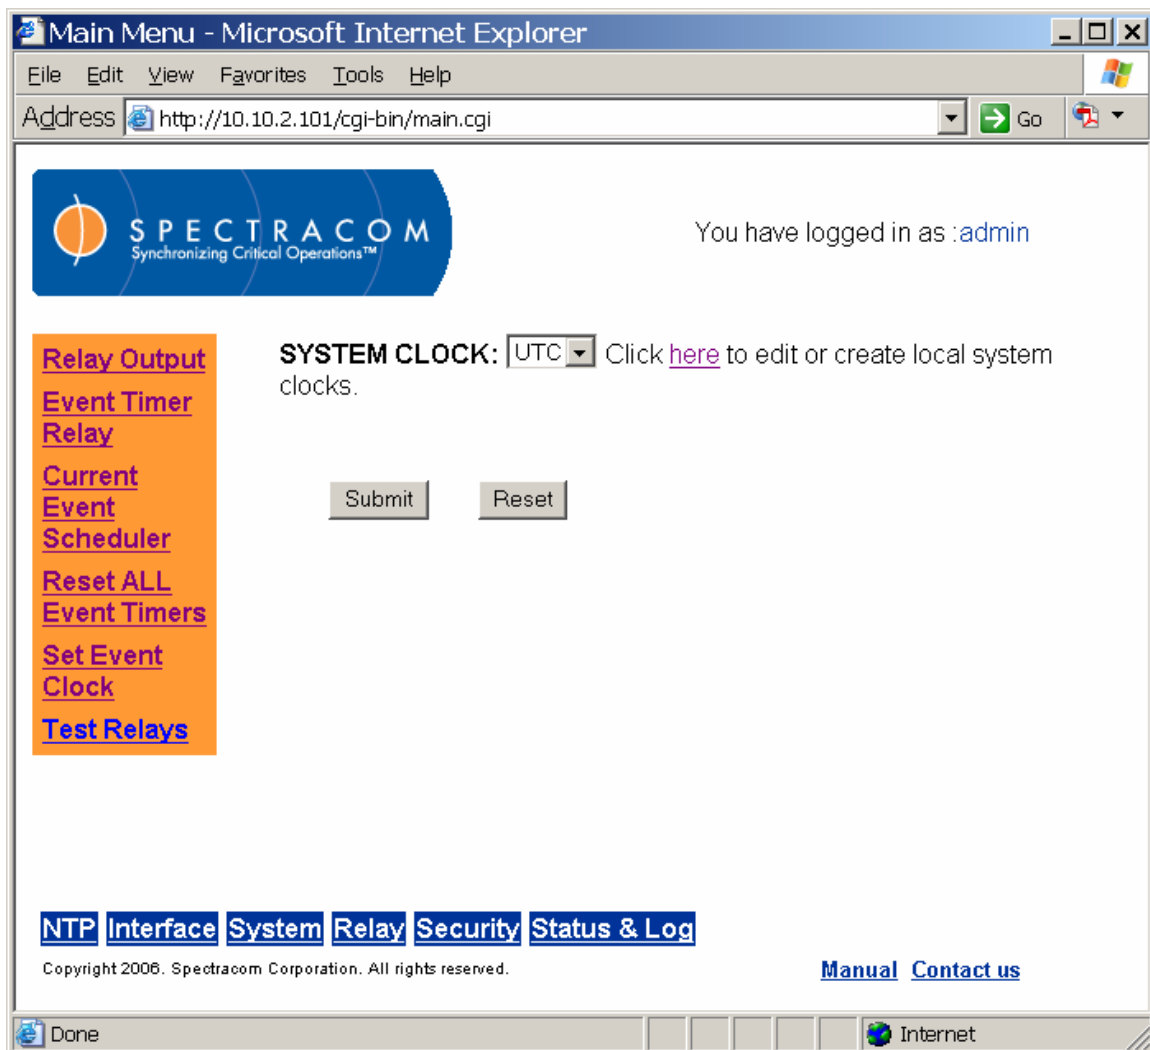 Main Menu - Microsoft Internet Explorer
File Edit View Favorites Tools Help
Address http://10.10.2.101/cgi-bin/main.cgi Go
SPECTRACOM
Synchronizing Critical Operations™
You have logged in as :admin
Relay Output
Event Timer
Relay
Current
Event
Scheduler
Reset ALL
Event Timers
Set Event
Clock
Test Relays
SYSTEM CLOCK: UTC Click here to edit or create local system
clocks.
Submit Reset
NTP Interface System Relay Security Status & Log
Copyright 2006. Spectracom Corporation. All rights reserved.
Manual Contact us
Done Internet